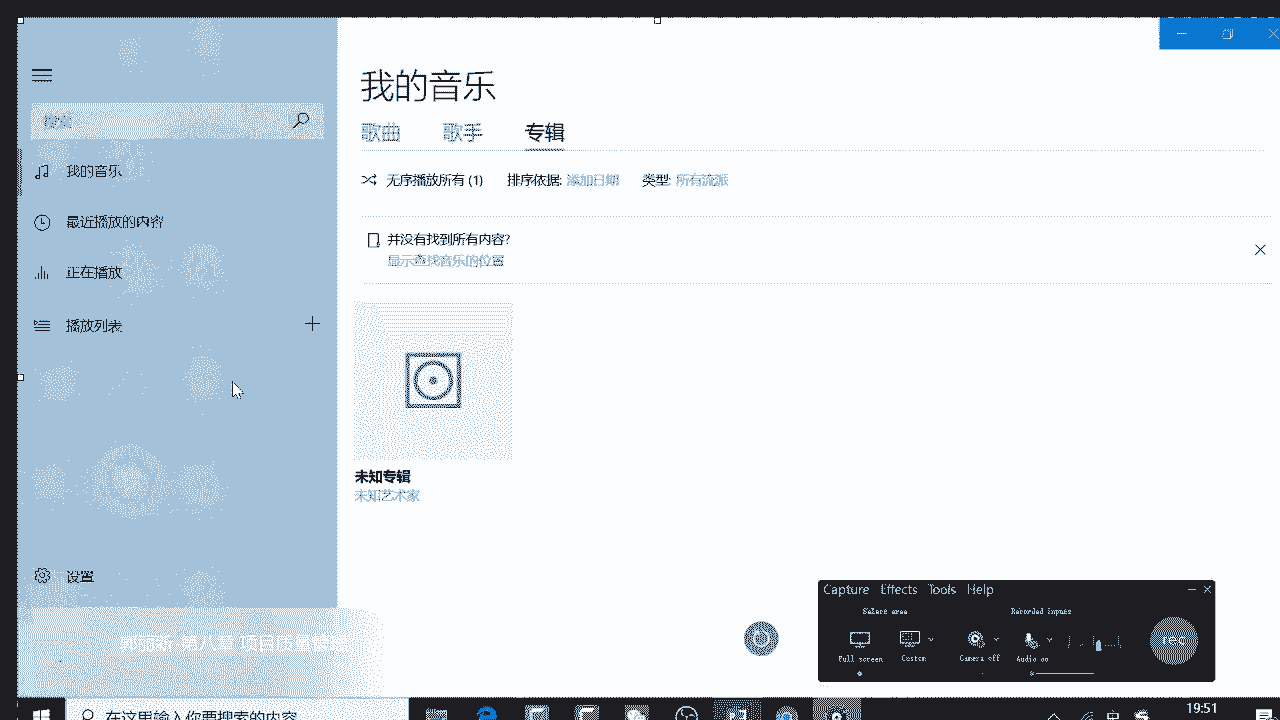 我的音乐
歌曲 歌手 专辑
搜索
我的音乐
无序播放所有 (1) 排序依据: 添加日期 类型: 所有流派
最近播放的内容
并没有找到所有内容?
显示查找音乐的位置
正在播放
播放列表
未知专辑
未知艺术家
设置
Capture Effects Tools Help
Select area Recorded inputs
Full screen Custom Camera off Audio on
rec
在这里输入你要搜索的内容
19:51